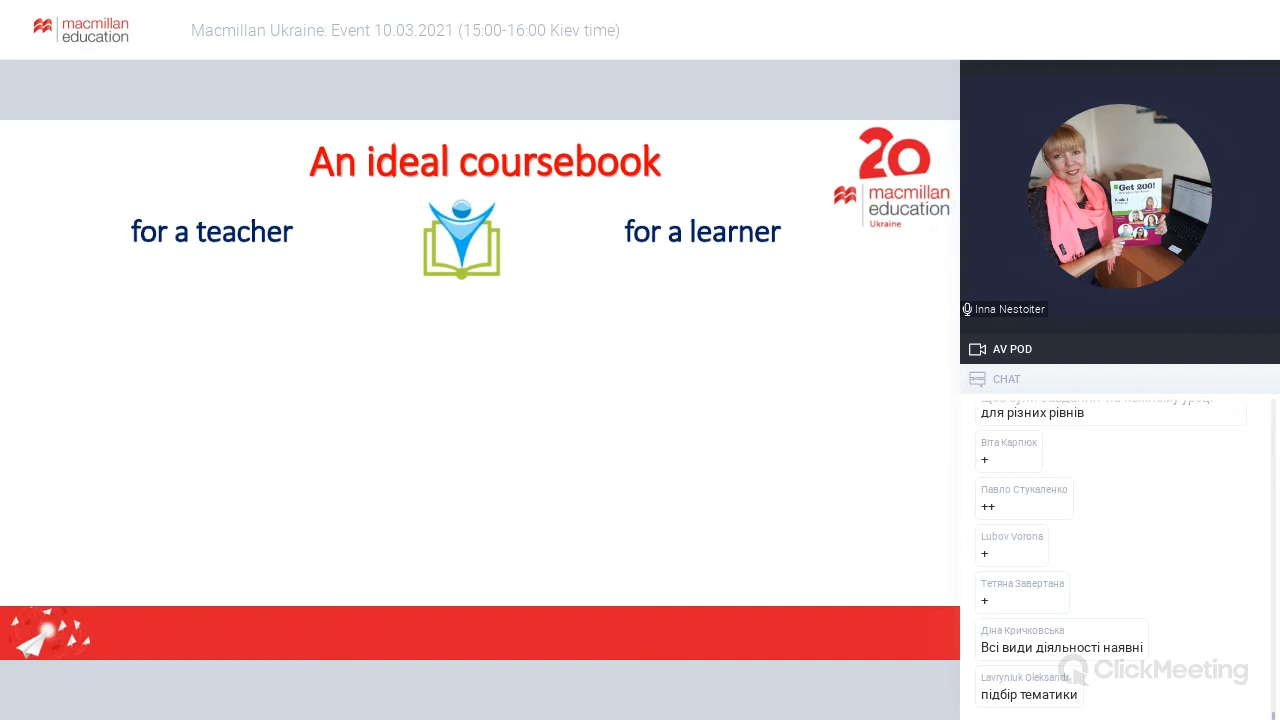 macmillan
education
Macmillan Ukraine: Event 10.03.2021 (15:00-16:00 Kiev time)
An ideal coursebook
for a teacher
for a learner
20
macmillan
education
Ukraine
Get 200!
Inna Nestoiter
AV POD
CHAT
для різних рівнів
Віта Карпюк
+
Павло Стукаленко
++
Lubov Vorona
+
Тетяна Завертана
+
Діна Кричковська
Всі види діяльності наявні
Lavryniuk Oleksandr
підбір тематики
ClickMeeting